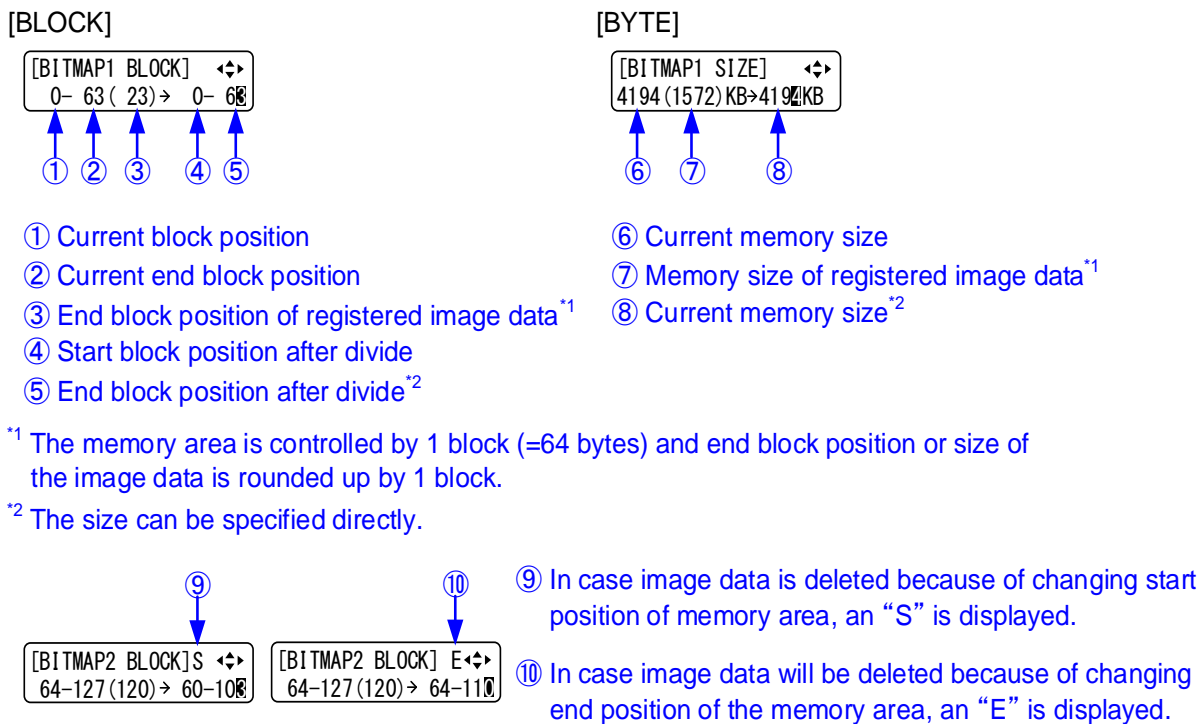 [BLOCK]
[BITMAP1 BLOCK]
0- 63( 23)→ 0- 63
① ② ③ ④ ⑤
① Current block position
② Current end block position
③ End block position of registered image data*1
④ Start block position after divide
⑤ End block position after divide*2
[BYTE]
[BITMAP1 SIZE]
4194(1572)KB→4194KB
⑥ ⑦ ⑧
⑥ Current memory size
⑦ Memory size of registered image data*1
⑧ Current memory size*2
*1 The memory area is controlled by 1 block (=64 bytes) and end block position or size of
the image data is rounded up by 1 block.
*2 The size can be specified directly.
⑨
[BITMAP2 BLOCK]S
64-127(120)→ 60-103
⑩
[BITMAP2 BLOCK] E
64-127(120)→ 64-110
⑨ In case image data is deleted because of changing start
position of memory area, an “S” is displayed.
⑩ In case image data will be deleted because of changing
end position of the memory area, an “E” is displayed.